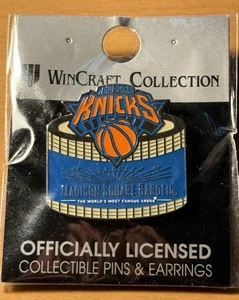 WINCRAFT COLLECTION
NEW YORK
KNICKS
MADISON SQUARE GARDEN
THE WORLD'S MOST FAMOUS ARENA
OFFICIALLY LICENSED
COLLECTIBLE PINS & EARRINGS